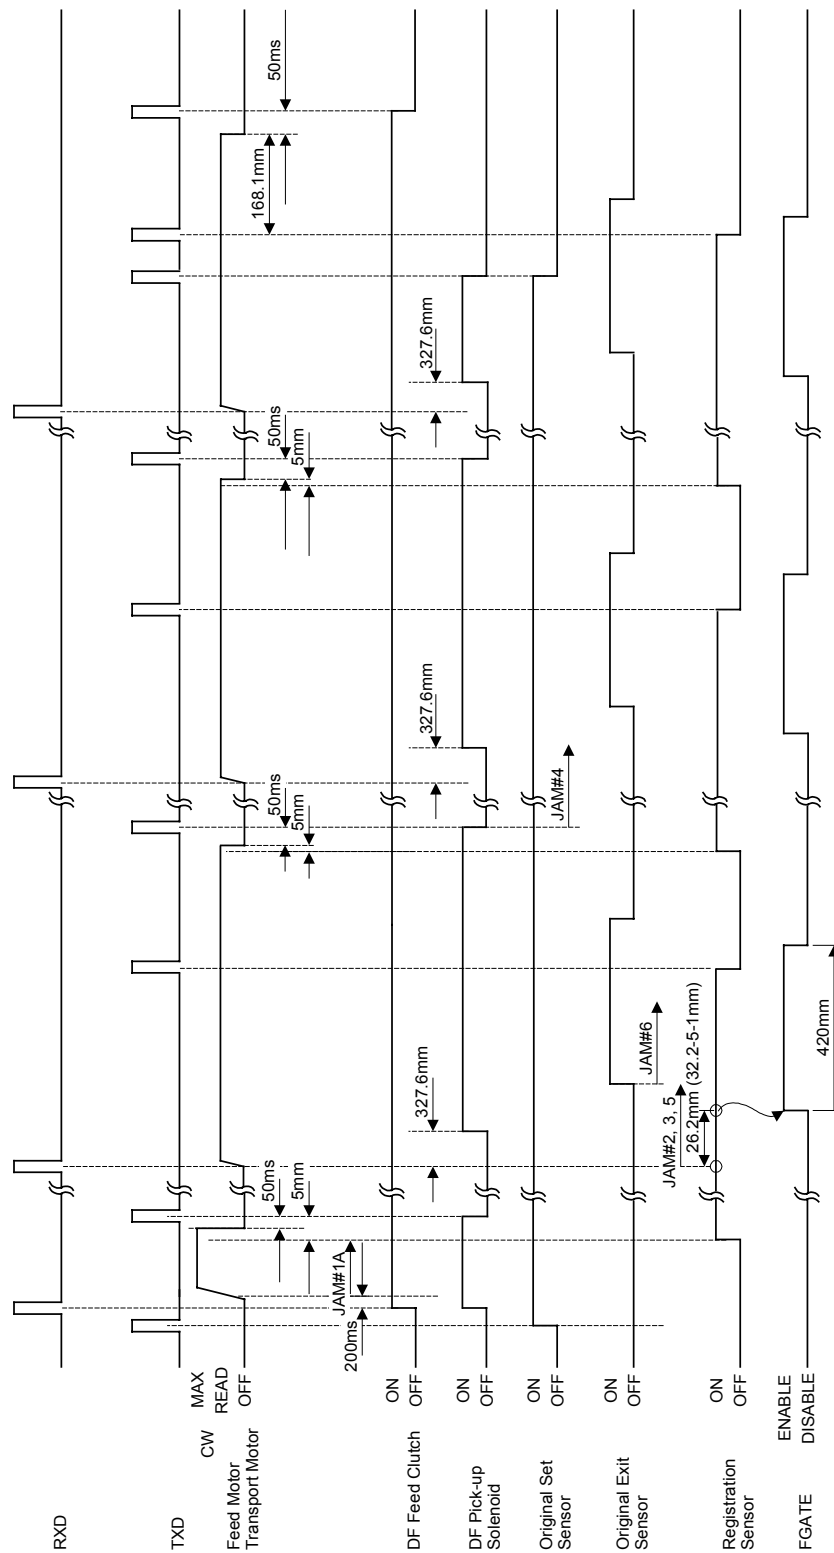 RXD
TXD
CW
MAX
READ
OFF
Feed Motor
Transport Motor
DF Feed Clutch
ON
OFF
DF Pick-up
Solenoid
ON
OFF
Original Set
Sensor
ON
OFF
Original Exit
Sensor
ON
OFF
Registration
Sensor
ON
OFF
FGATE
ENABLE
DISABLE
200ms
JAM#1A
50ms
5mm
327.6mm
JAM#2, 3, 5
26.2mm (32.2-5-1mm)
JAM#6
420mm
50ms
5mm
JAM#4
327.6mm
50ms
5mm
327.6mm
168.1mm
50ms